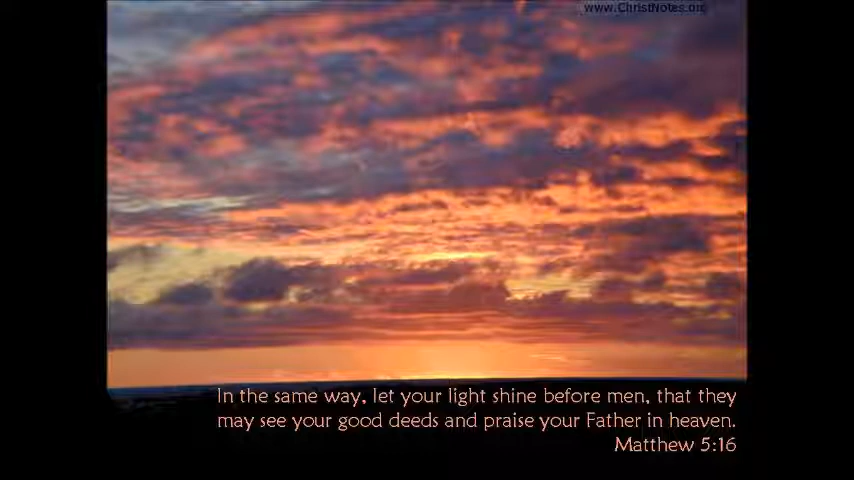 www.ChristNotes.org
In the same way, let your light shine before men, that they
may see your good deeds and praise your Father in heaven.
Matthew 5:16